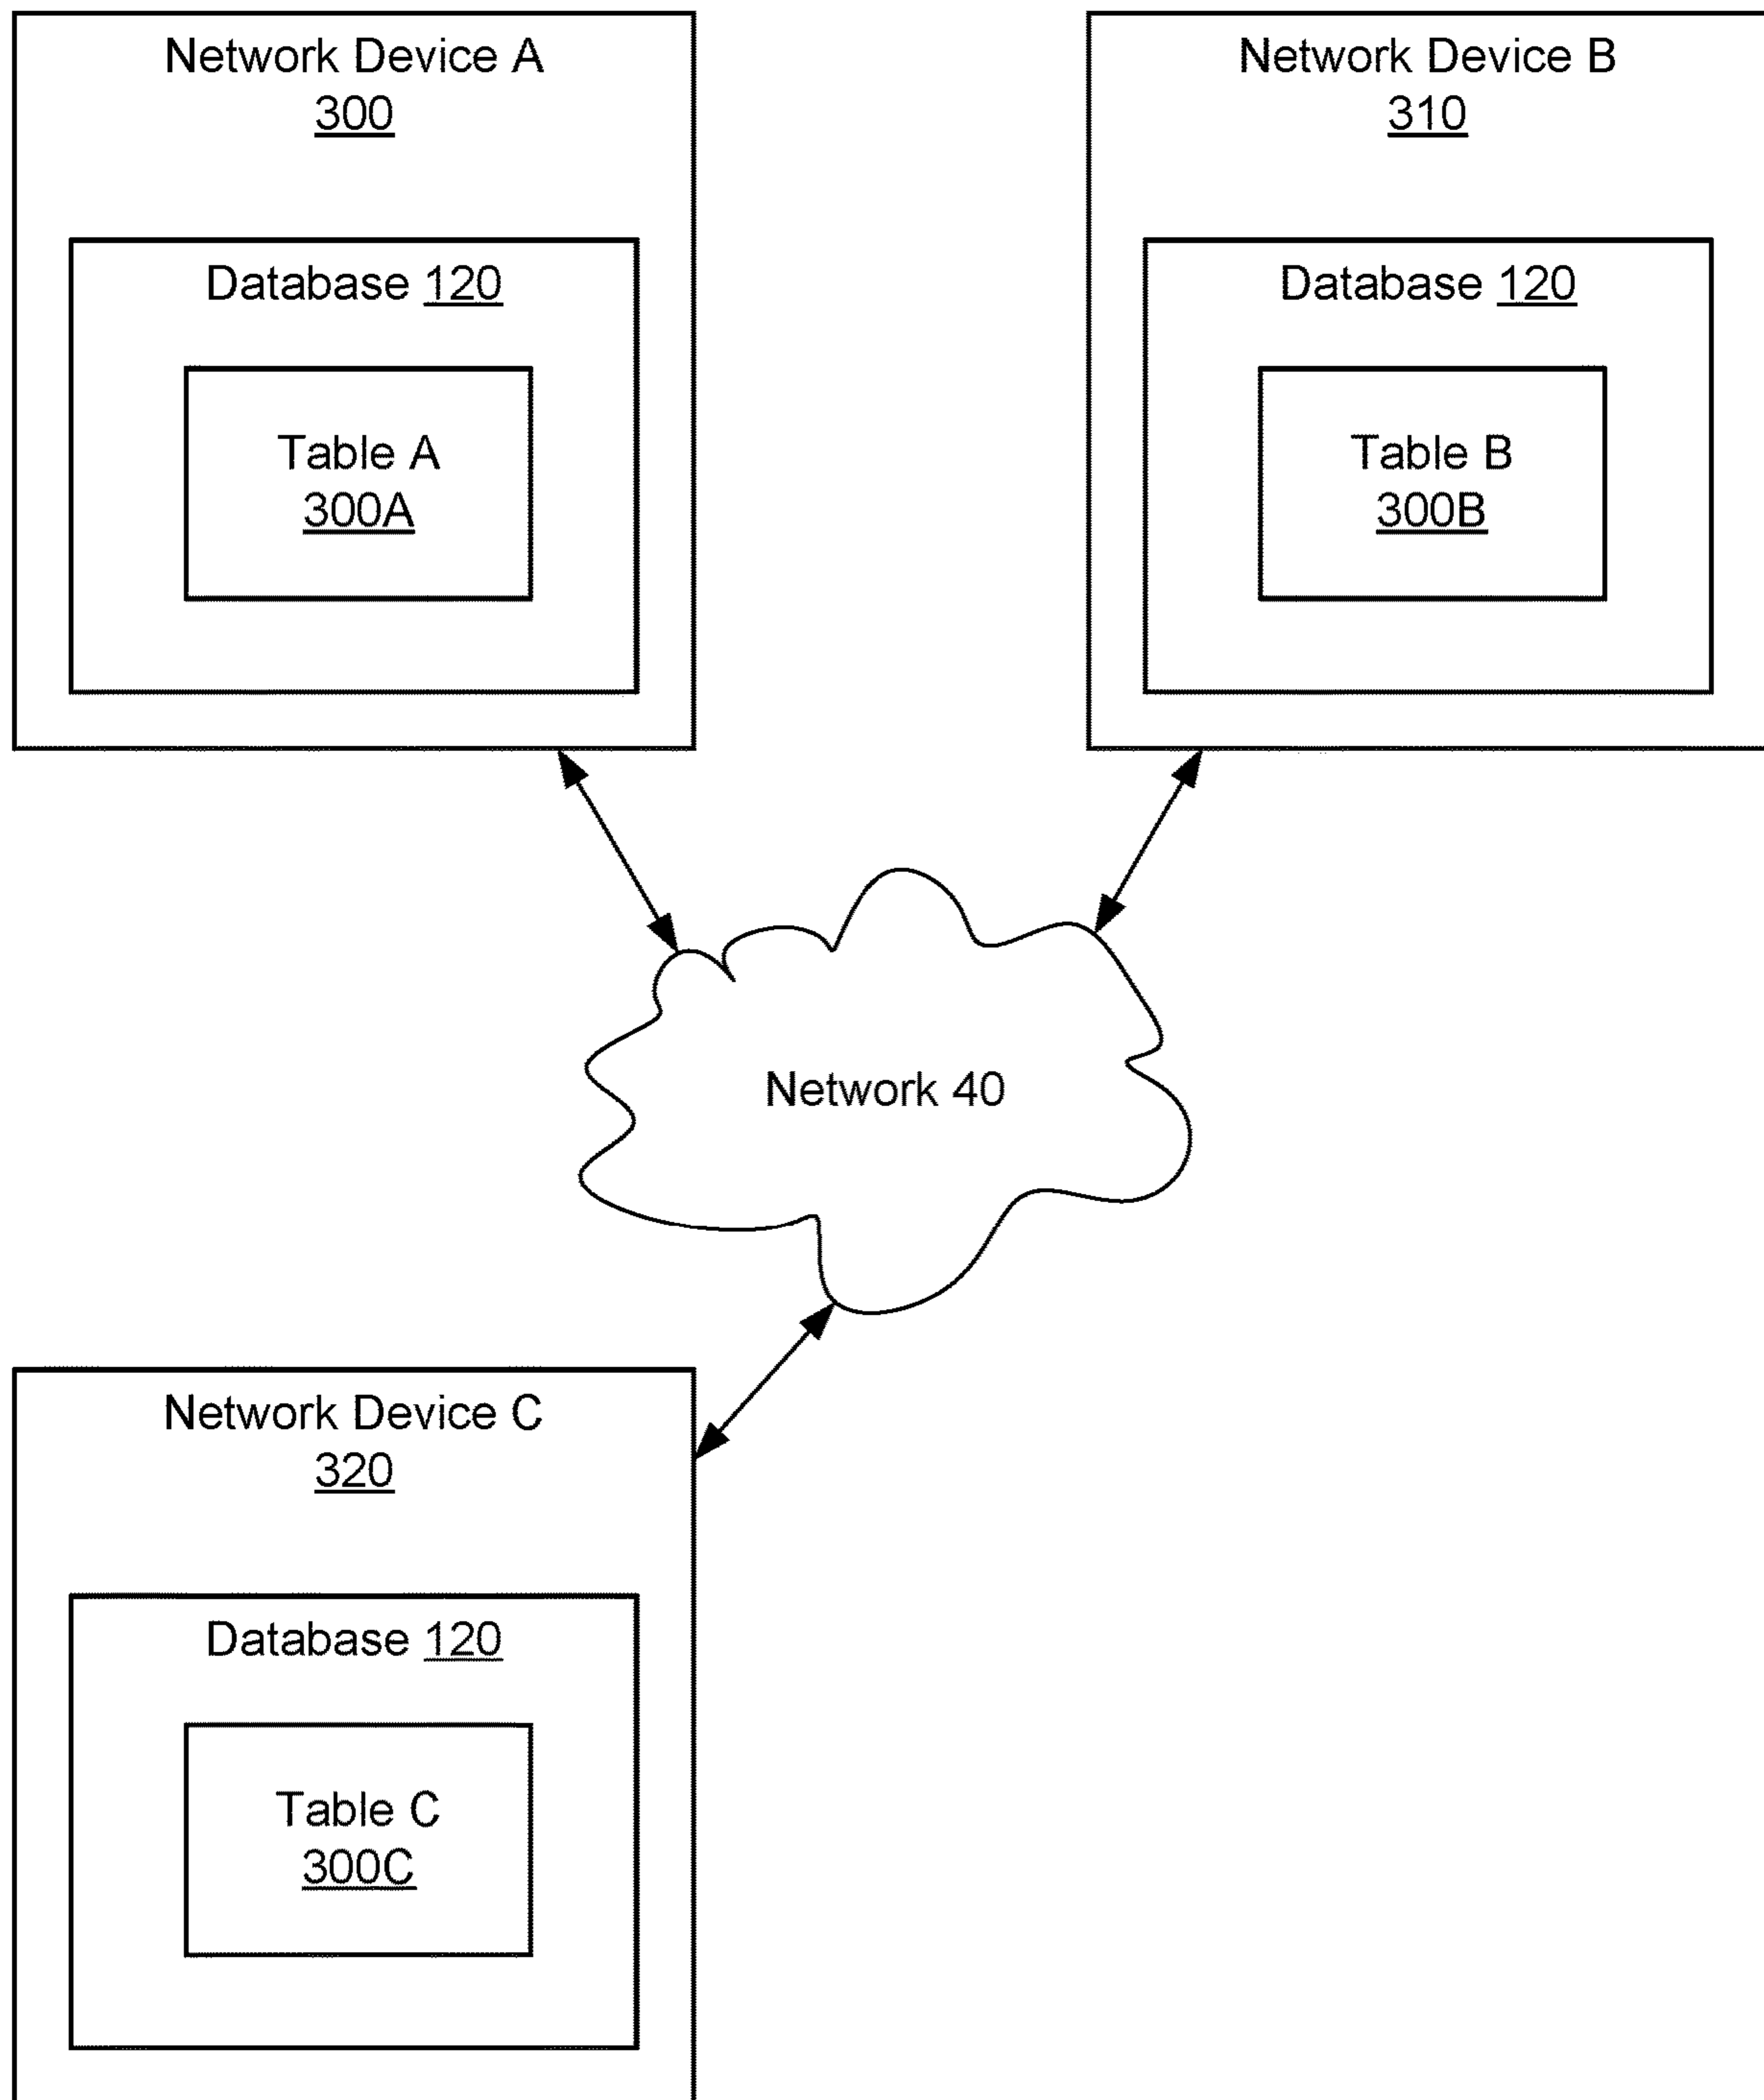 Network Device A
300
Database 120
Table A
300A
Network Device B
310
Database 120
Table B
300B
Network 40
Network Device C
320
Database 120
Table C
300C